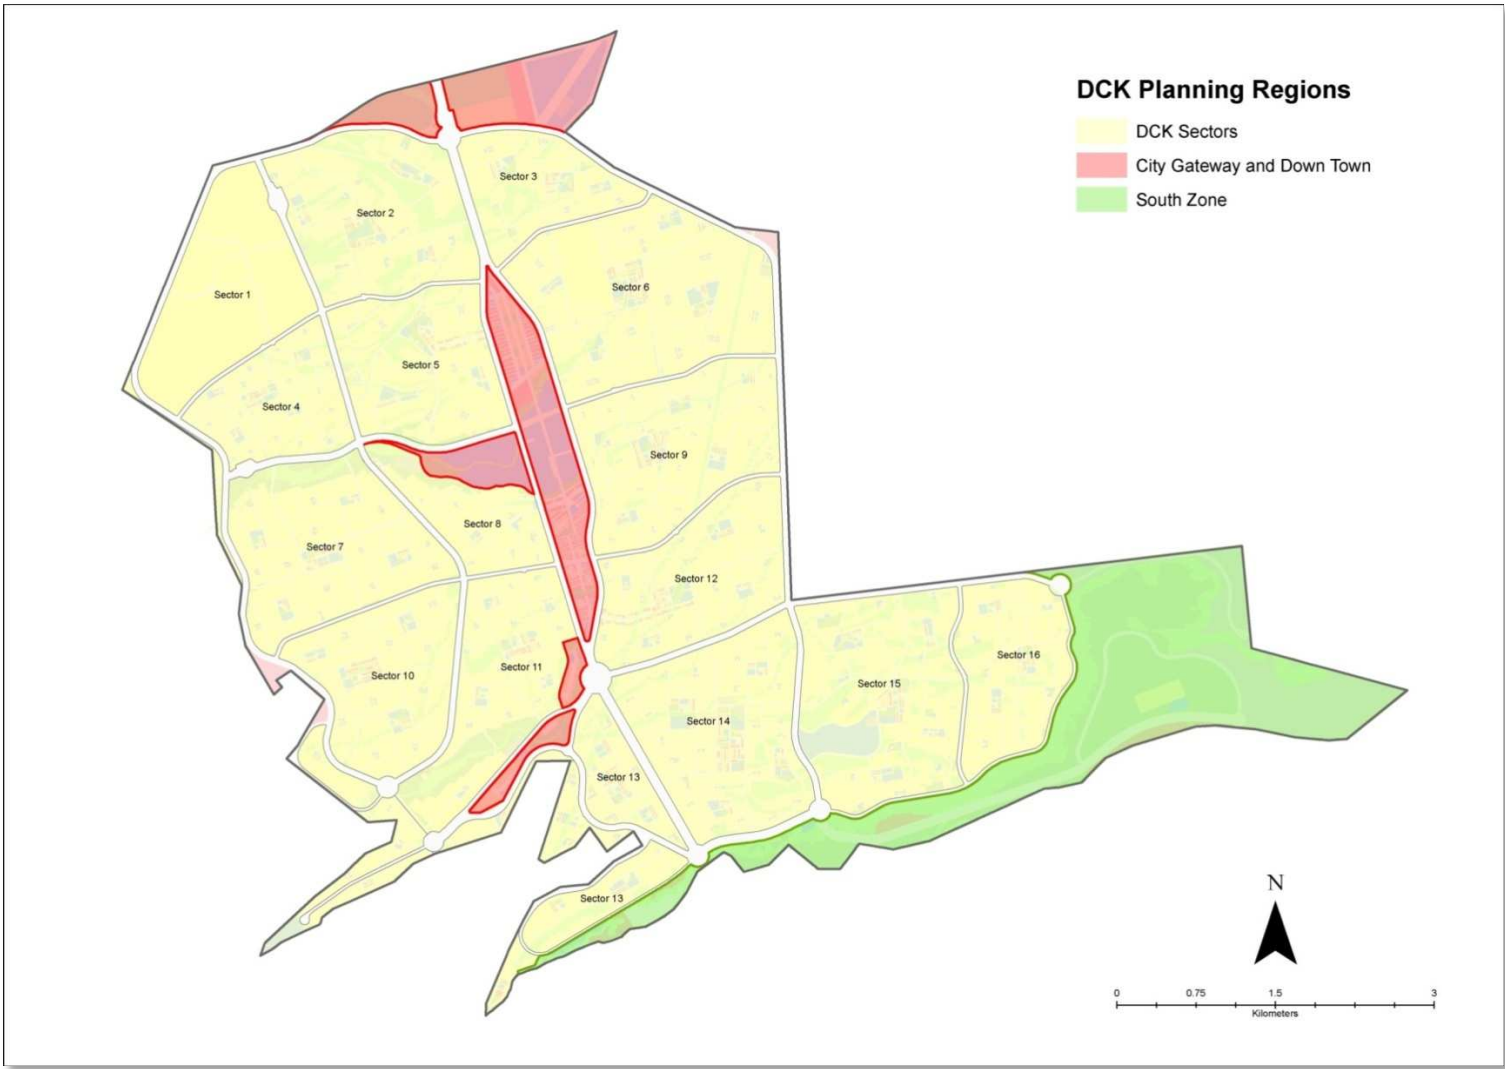 DCK Planning Regions
DCK Sectors
City Gateway and Down Town
South Zone
Sector 3
Sector 2
Sector 1
Sector 6
Sector 5
Sector 4
Sector 9
Sector 8
Sector 7
Sector 12
Sector 11
Sector 10
Sector 16
Sector 15
Sector 14
Sector 13
Sector 13
N
0 0.75 1.5 3
Kilometers